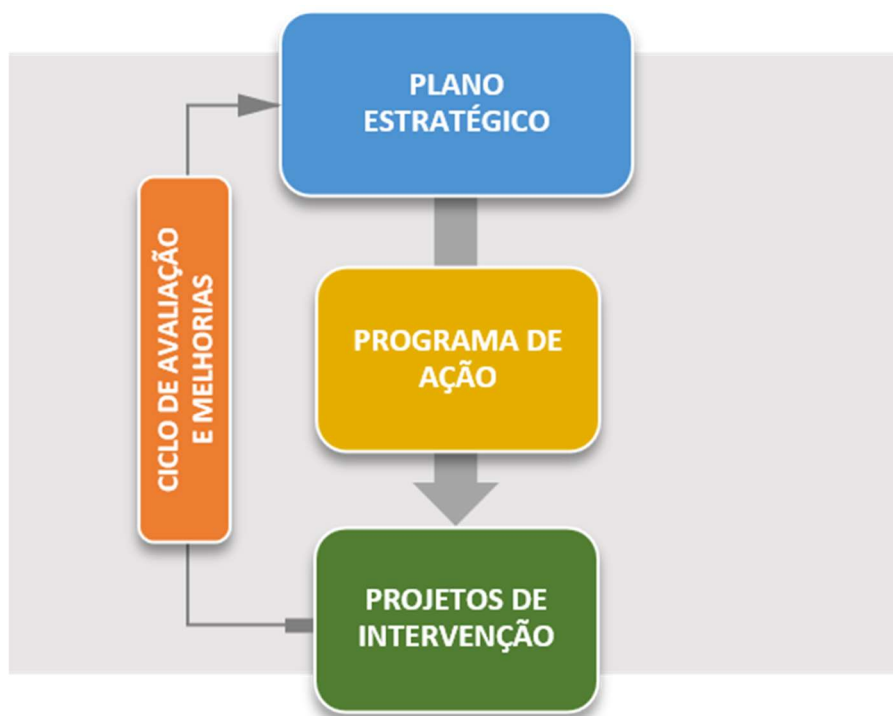 PLANO
ESTRATÉGICO
CICLO DE AVALIAÇÃO
E MELHORIAS
PROGRAMA DE
AÇÃO
PROJETOS DE
INTERVENÇÃO